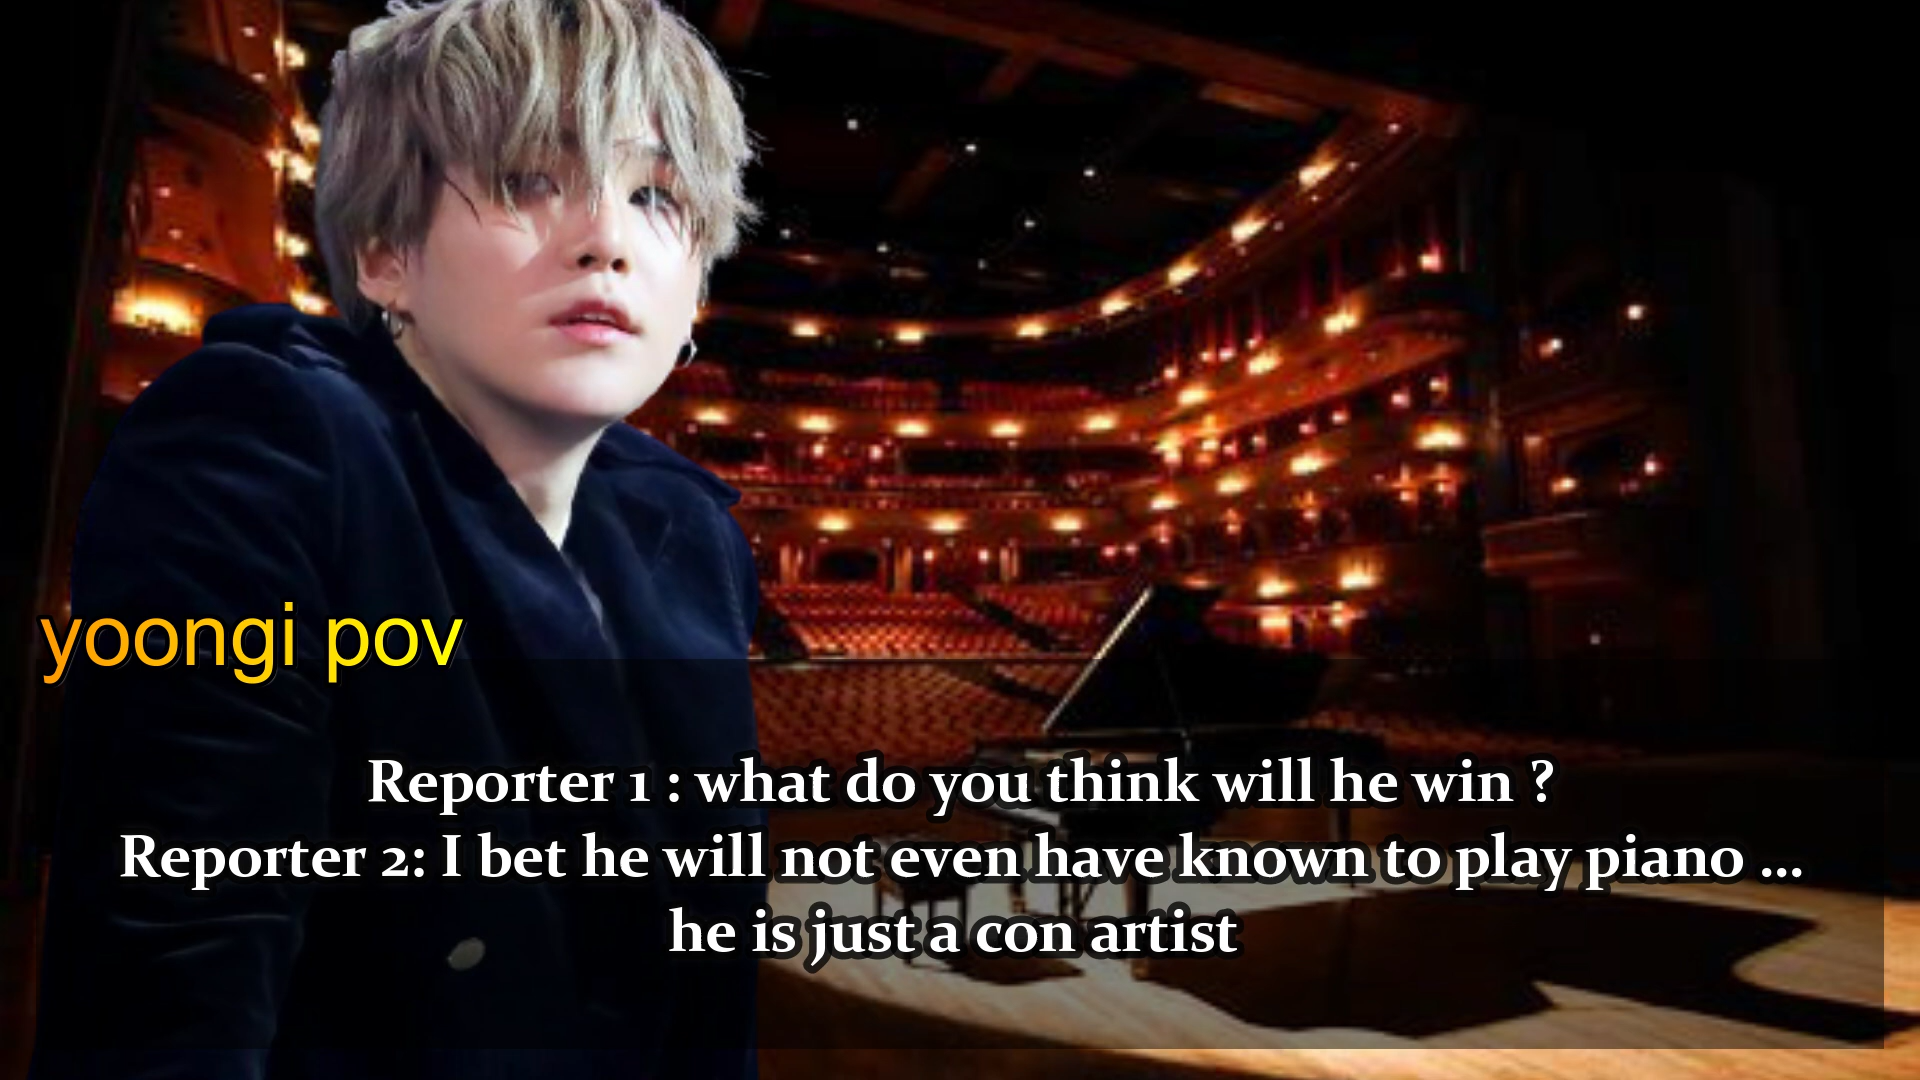 yoongi pov
Reporter 1 : what do you think will he win ?
Reporter 2: I bet he will not even have known to play piano ...
he is just a con artist